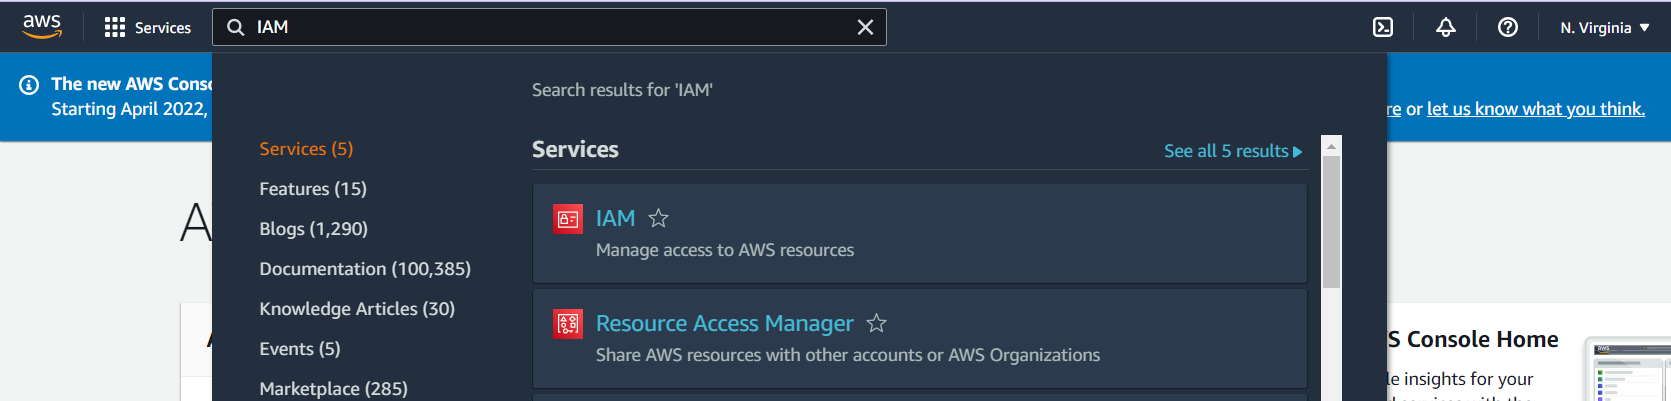 aws
Services
IAM
N. Virginia
The new AWS
Starting April 2022,
or let us know what you think.
Search results for 'IAM'
Services (5)
Features (15)
Blogs (1,290)
Documentation (100,385)
Knowledge Articles (30)
Events (5)
Marketplace (285)
Services
See all 5 results
IAM
Manage access to AWS resources
Resource Access Manager
Share AWS resources with other accounts or AWS Organizations
Console Home
insights for your